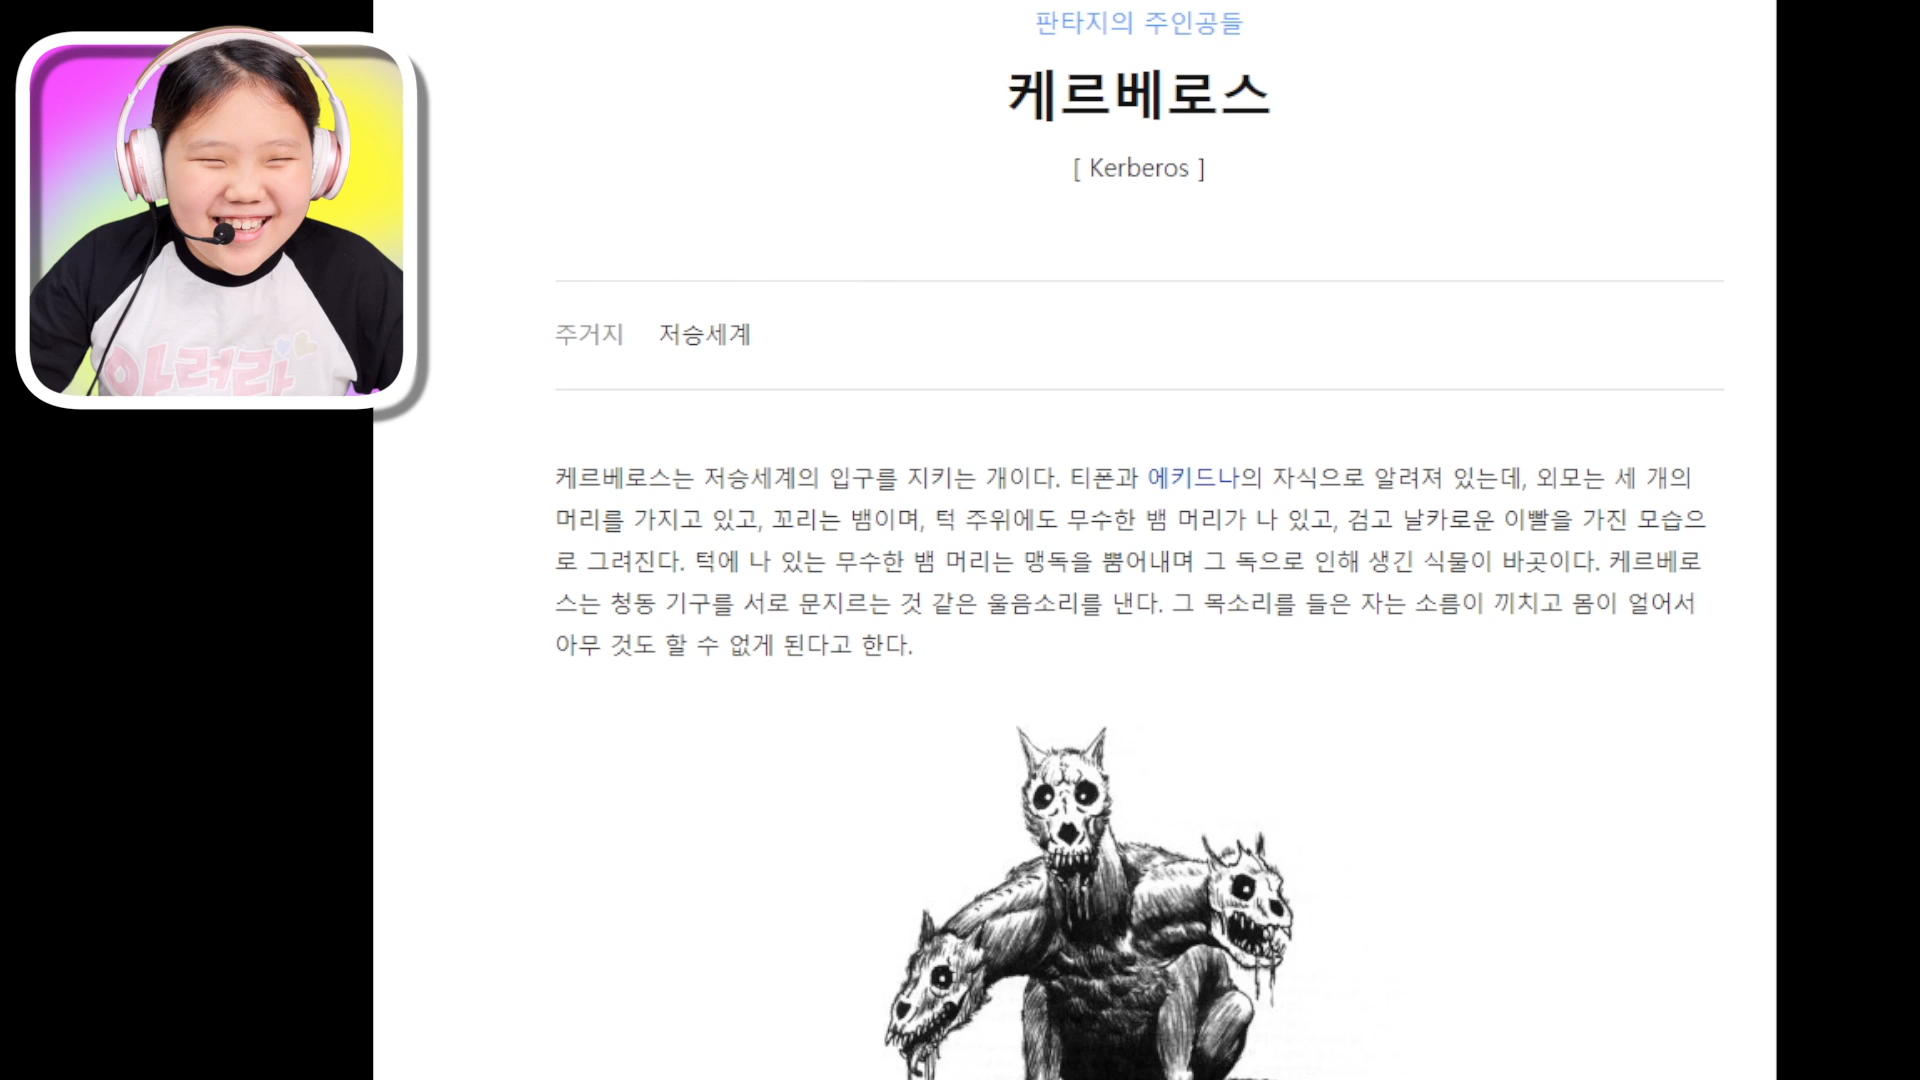 판타지의 주인공들
케르베로스
[ Kerberos ]
주거지 저승세계
케르베로스는 저승세계의 입구를 지키는 개이다. 티폰과 에키드나의 자식으로 알려져 있는데, 외모는 세 개의
머리를 가지고 있고, 꼬리는 뱀이며, 턱 주위에도 무수한 뱀 머리가 나 있고, 검고 날카로운 이빨을 가진 모습으
로 그려진다. 턱에 나 있는 무수한 뱀 머리는 맹독을 뿜어내며 그 독으로 인해 생긴 식물이 바곳이다. 케르베로
스는 청동 기구를 서로 문지르는 것 같은 울음소리를 낸다. 그 목소리를 들은 자는 소름이 끼치고 몸이 얼어서
아무 것도 할 수 없게 된다고 한다.
아려라